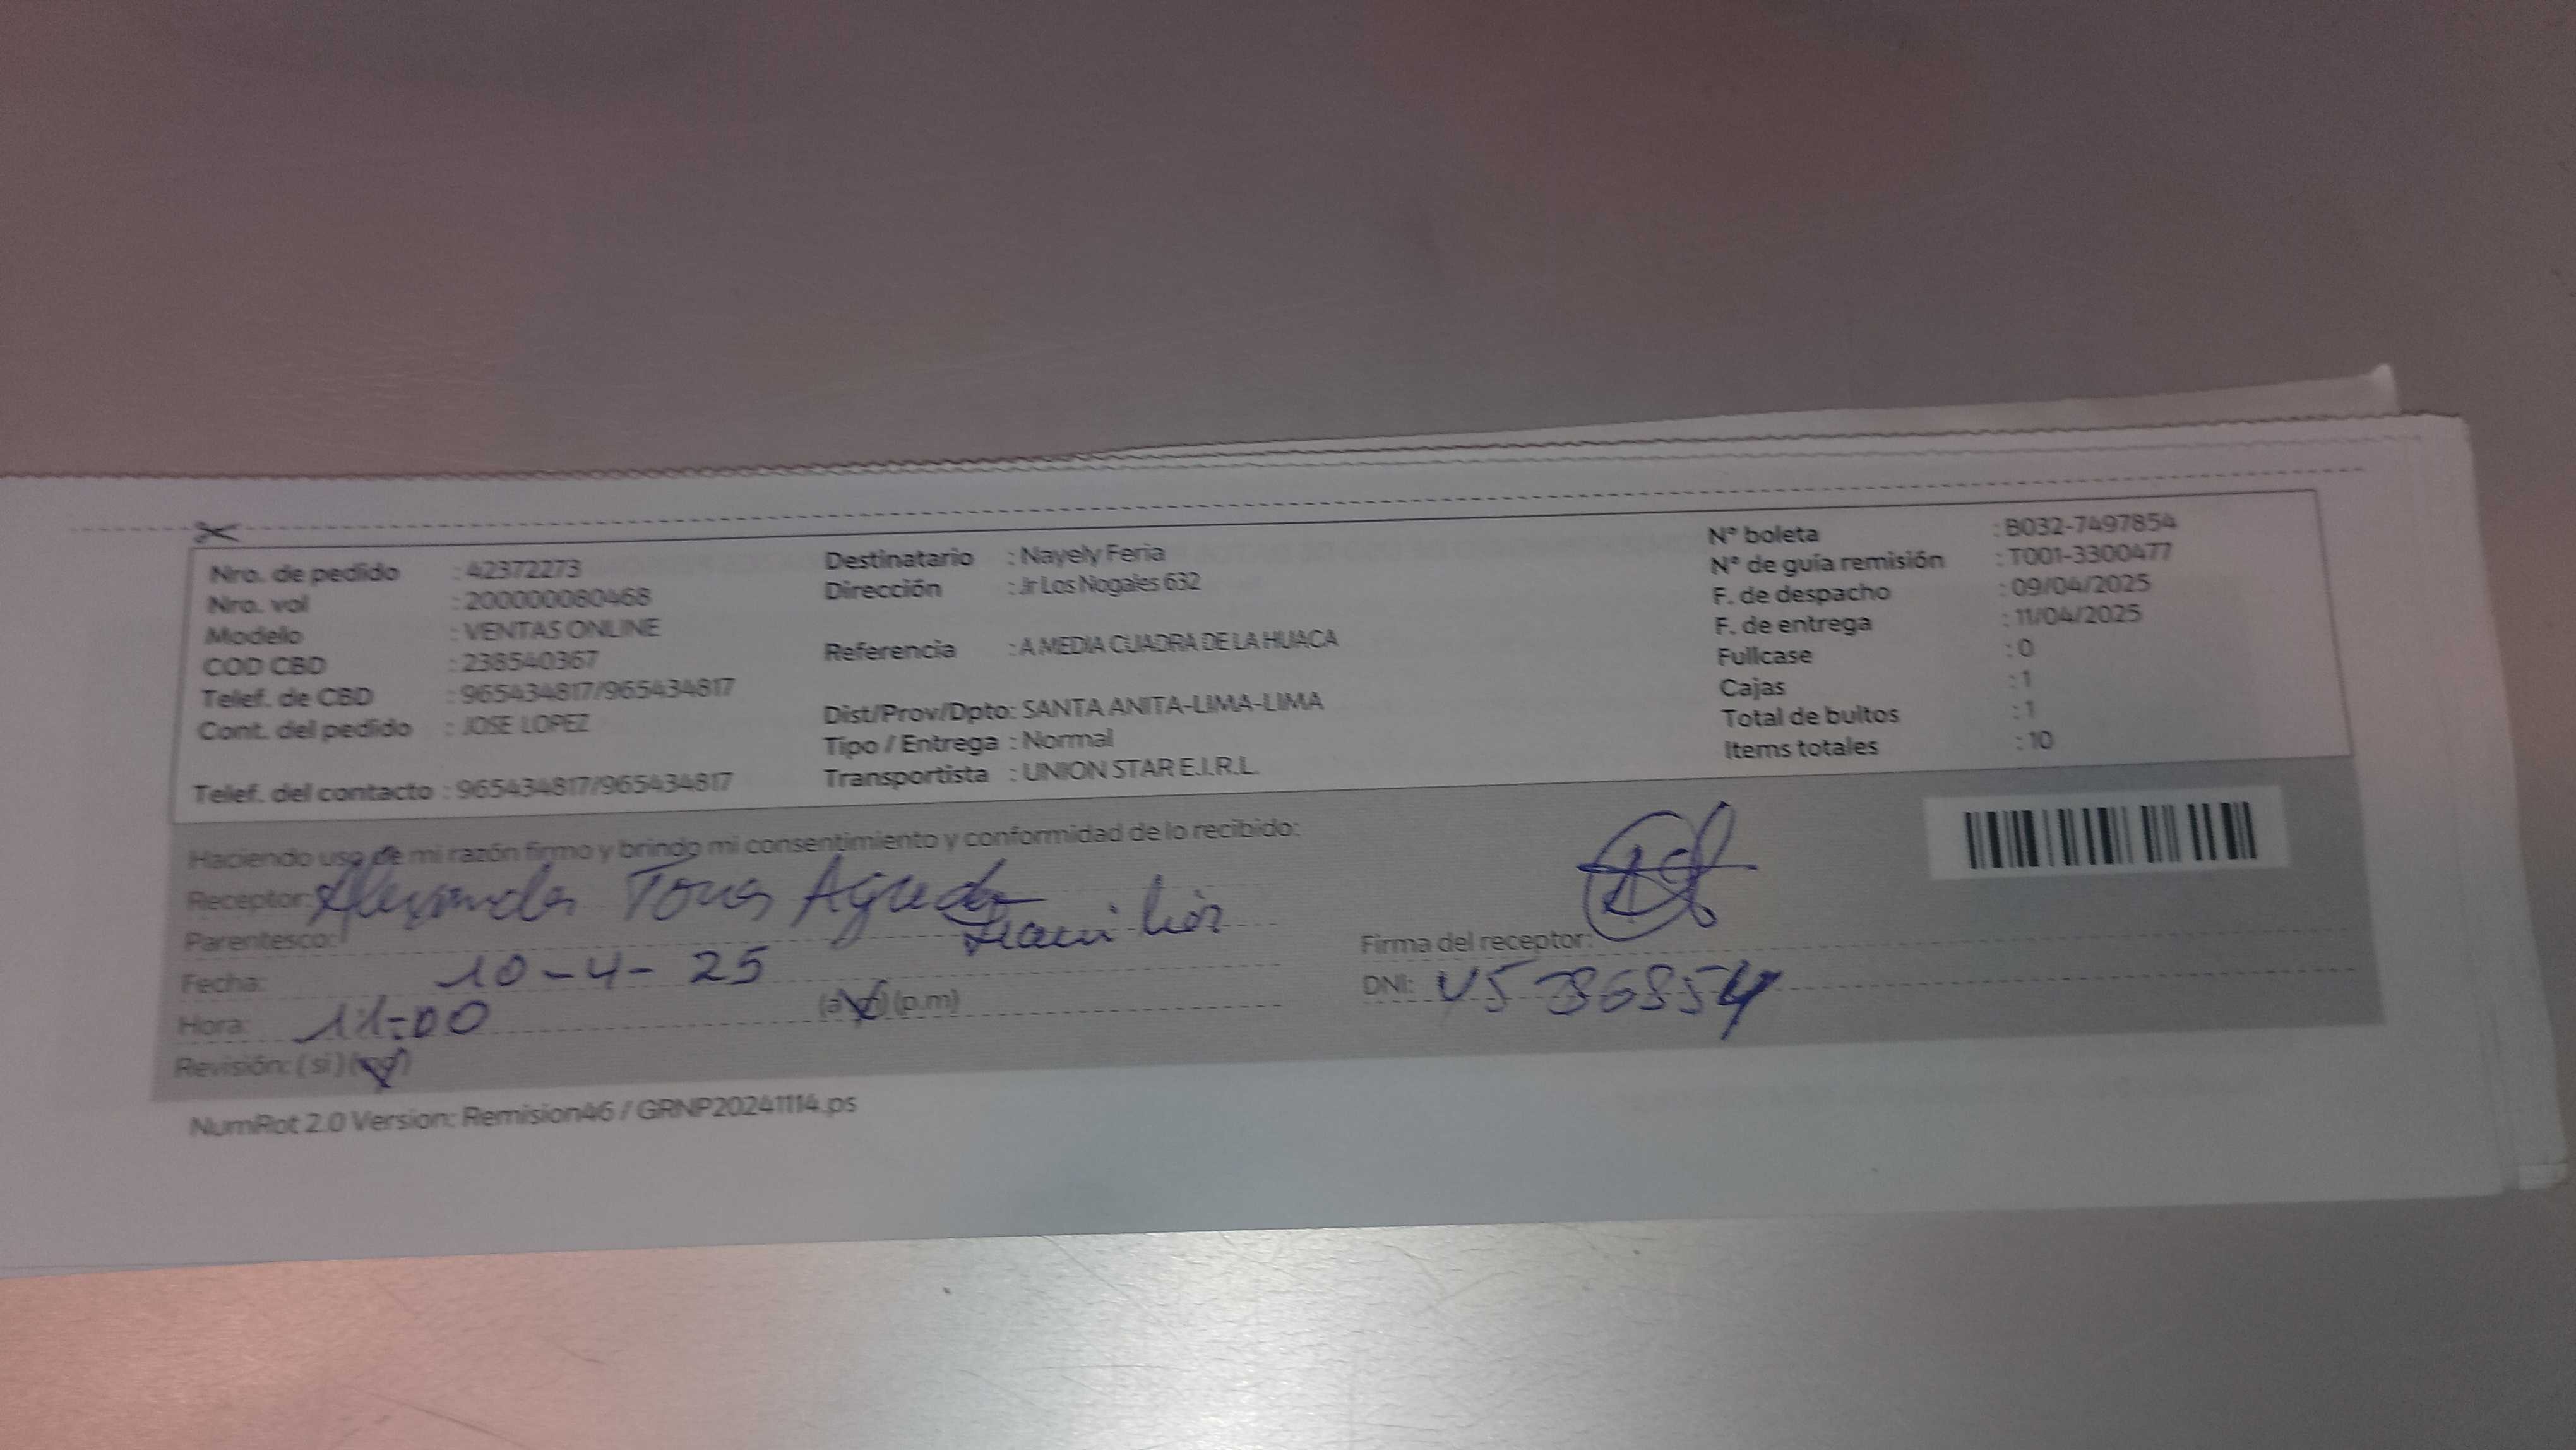 Nro. de pedido : 42372273
Nro. vol : 200000080468
Modelo : VENTAS ONLINE
COD CBD : 238540367
Telef. de CBD : 965434817/965434817
Cont. del pedido : JOSE LOPEZ
Telef. del contacto : 965434817/965434817
Destinatario : Nayely Feria
Dirección : Jr Los Nogales 632
Referencia : A MEDIA CUADRA DE LA HUACA
Dist/Prov/Dpto: SANTA ANITA-LIMA-LIMA
Tipo / Entrega : Normal
Transportista : UNION STAR E.I.R.L.
N° boleta : B032-7497854
N° de guía remisión : T001-3300477
F. de despacho : 09/04/2025
F. de entrega : 11/04/2025
Fullcase : 0
Cajas : 1
Total de bultos : 1
Items totales : 10
Haciendo uso de mi razón firmo y brindo mi consentimiento y conformidad de lo recibido:
Receptor: Alexander
Parentesco:
Fecha: 10-4-25
Hora: 11:00 (p.m)
Revisión: (si)
Firma del receptor:
DNI:
NumRot 2.0 Version: Remision46 / GRNP20241114.ps